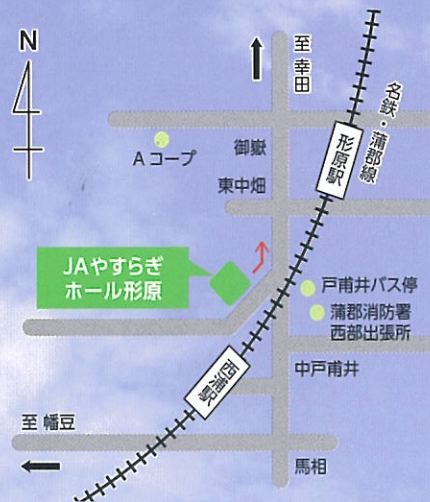 N
至 幸田
名鉄・蒲郡線
形原駅
Aコープ
御嶽
東中畑
JAやすらぎ
ホール形原
戸甫井バス停
蒲郡消防署
西部出張所
中戸甫井
西浦駅
至 幡豆
馬相